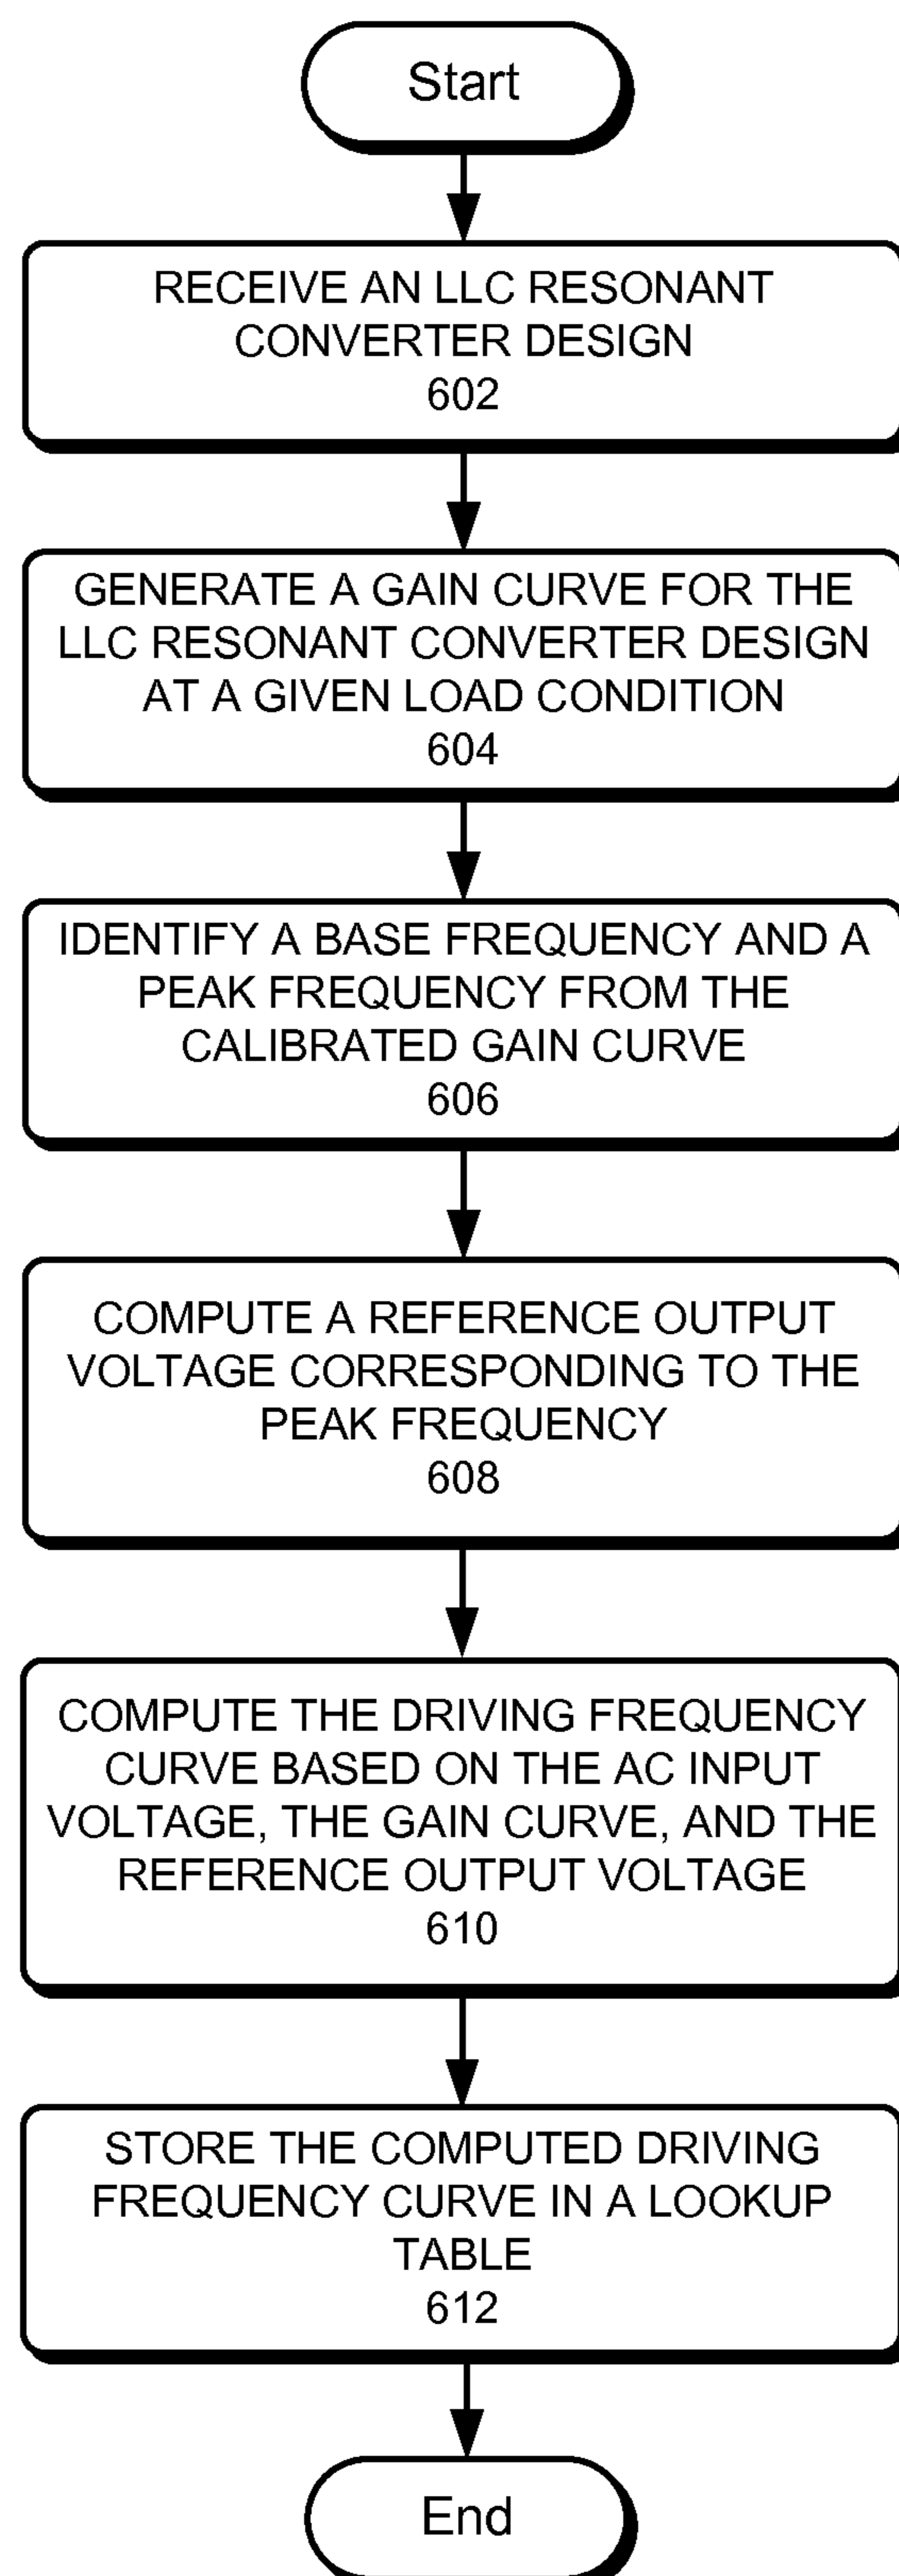 Start
RECEIVE AN LLC RESONANT
CONVERTER DESIGN
602
GENERATE A GAIN CURVE FOR THE
LLC RESONANT CONVERTER DESIGN
AT A GIVEN LOAD CONDITION
604
IDENTIFY A BASE FREQUENCY AND A
PEAK FREQUENCY FROM THE
CALIBRATED GAIN CURVE
606
COMPUTE A REFERENCE OUTPUT
VOLTAGE CORRESPONDING TO THE
PEAK FREQUENCY
608
COMPUTE THE DRIVING FREQUENCY
CURVE BASED ON THE AC INPUT
VOLTAGE, THE GAIN CURVE, AND THE
REFERENCE OUTPUT VOLTAGE
610
STORE THE COMPUTED DRIVING
FREQUENCY CURVE IN A LOOKUP
TABLE
612
End